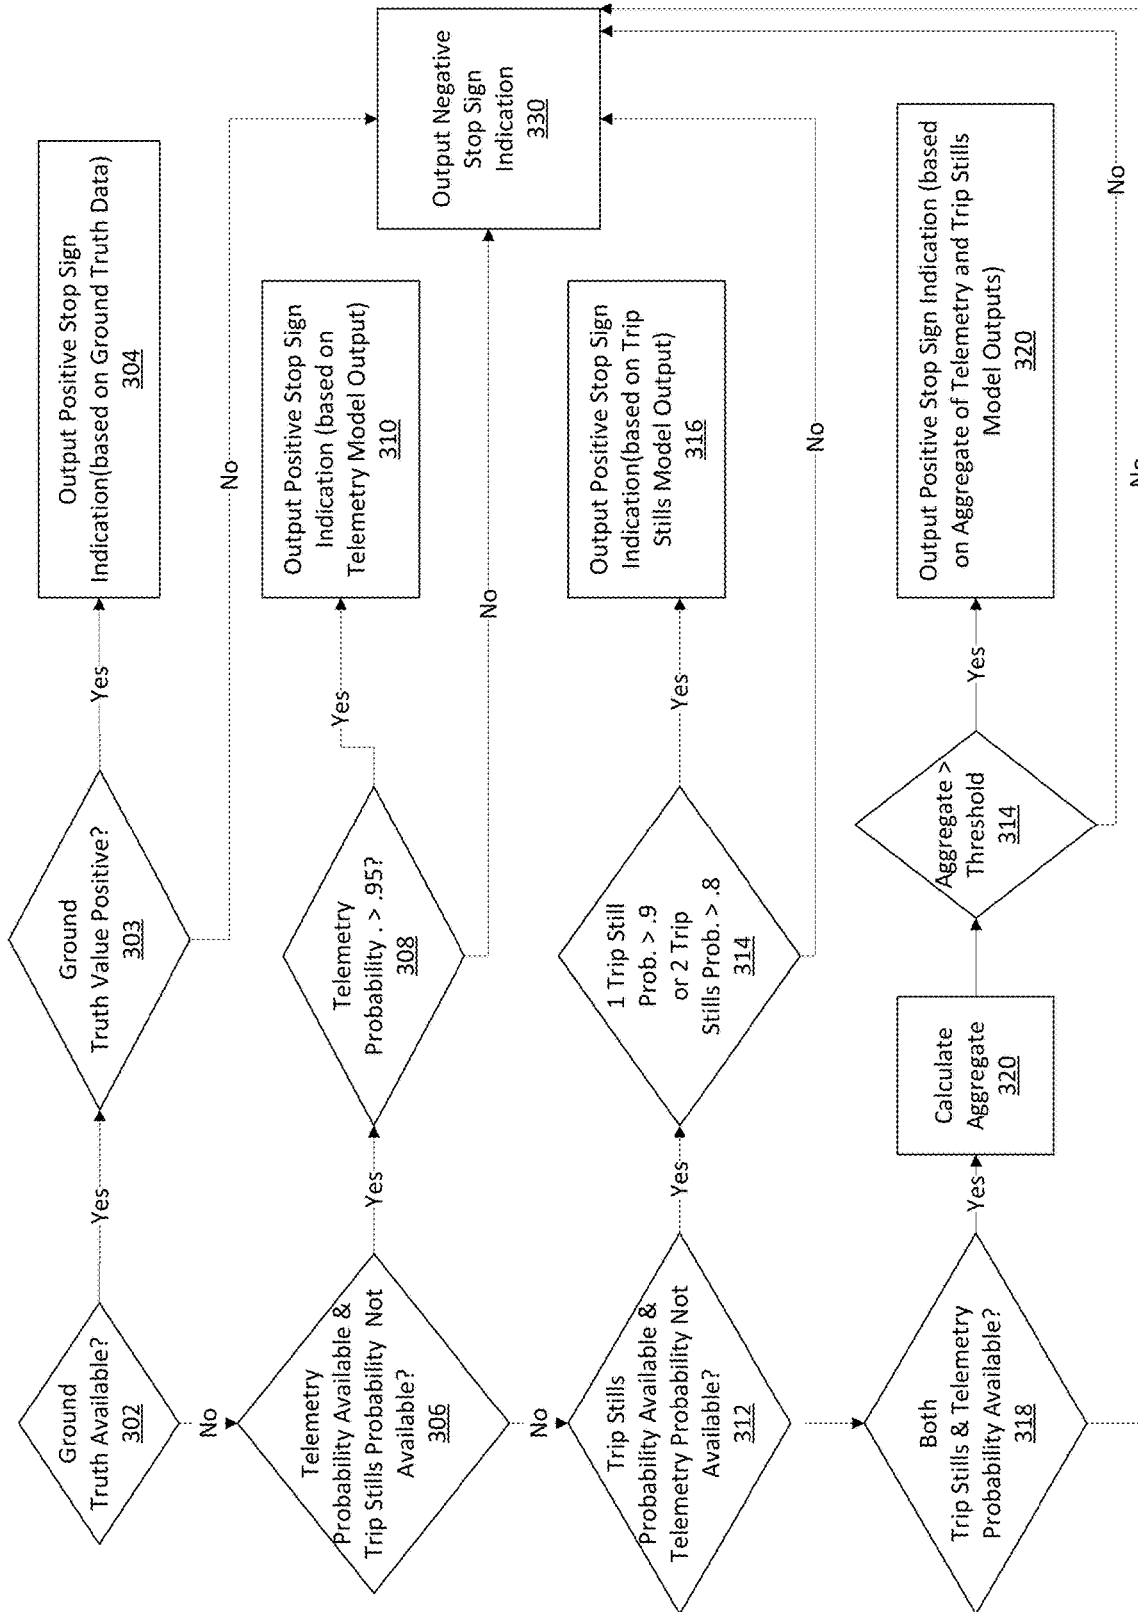 Ground
Truth Available?
302
Yes
Ground
Truth Value Positive?
303
Yes
Output Positive Stop Sign
Indication(based on Ground Truth Data)
304
No
No
Telemetry
Probability Available &
Trip Stills Probability Not
Available?
306
Yes
Telemetry
Probability . > .95?
308
Yes
Output Positive Stop Sign
Indication (based on
Telemetry Model Output)
310
No
Output Negative
Stop Sign
Indication
330
No
Trip Stills
Probability Available &
Telemetry Probability Not
Available?
312
Yes
1 Trip Still
Prob. > .9
or 2 Trip
Stills Prob. > .8
314
Yes
Output Positive Stop Sign
Indication(based on Trip
Stills Model Output)
316
No
Both
Trip Stills & Telemetry
Probability Available?
318
Yes
Calculate
Aggregate
320
Aggregate >
Threshold
314
Yes
Output Positive Stop Sign Indication (based
on Aggregate of Telemetry and Trip Stills
Model Outputs)
320
No
No